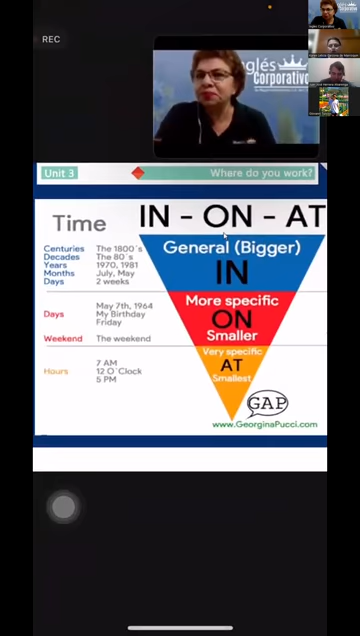 REC
Inglés
Corporativo
Unit 3
Where do you work?
Time
IN - ON - AT
Centuries The 1800´s
Decades The 80´s
Years 1970, 1981
Months July, May
Days 2 weeks
Days May 7th, 1964
My Birthday
Friday
Weekend The weekend
Hours 7 AM
12 O´Clock
5 PM
General (Bigger)
IN
More specific
ON
Smaller
Very specific
AT
Smallest
GAP
www.GeorginaPucci.com